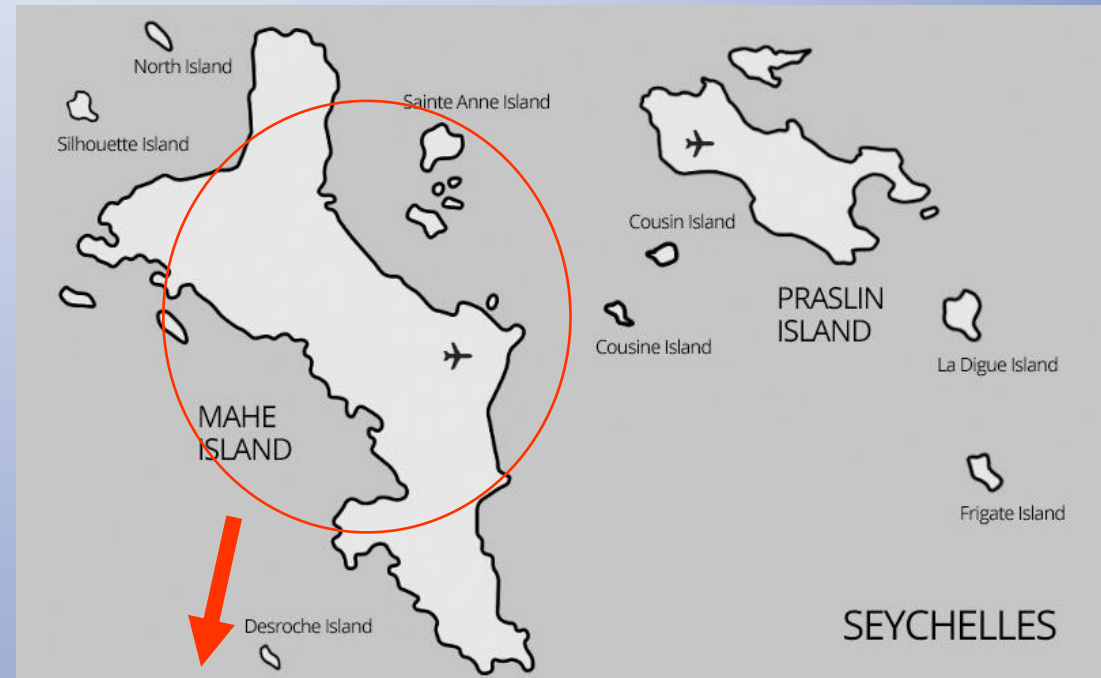 North Island
Sainte Anne Island
Silhouette Island
Cousin Island
PRASLIN
ISLAND
Cousine Island
La Digue Island
MAHE
ISLAND
Frigate Island
Desroche Island
SEYCHELLES